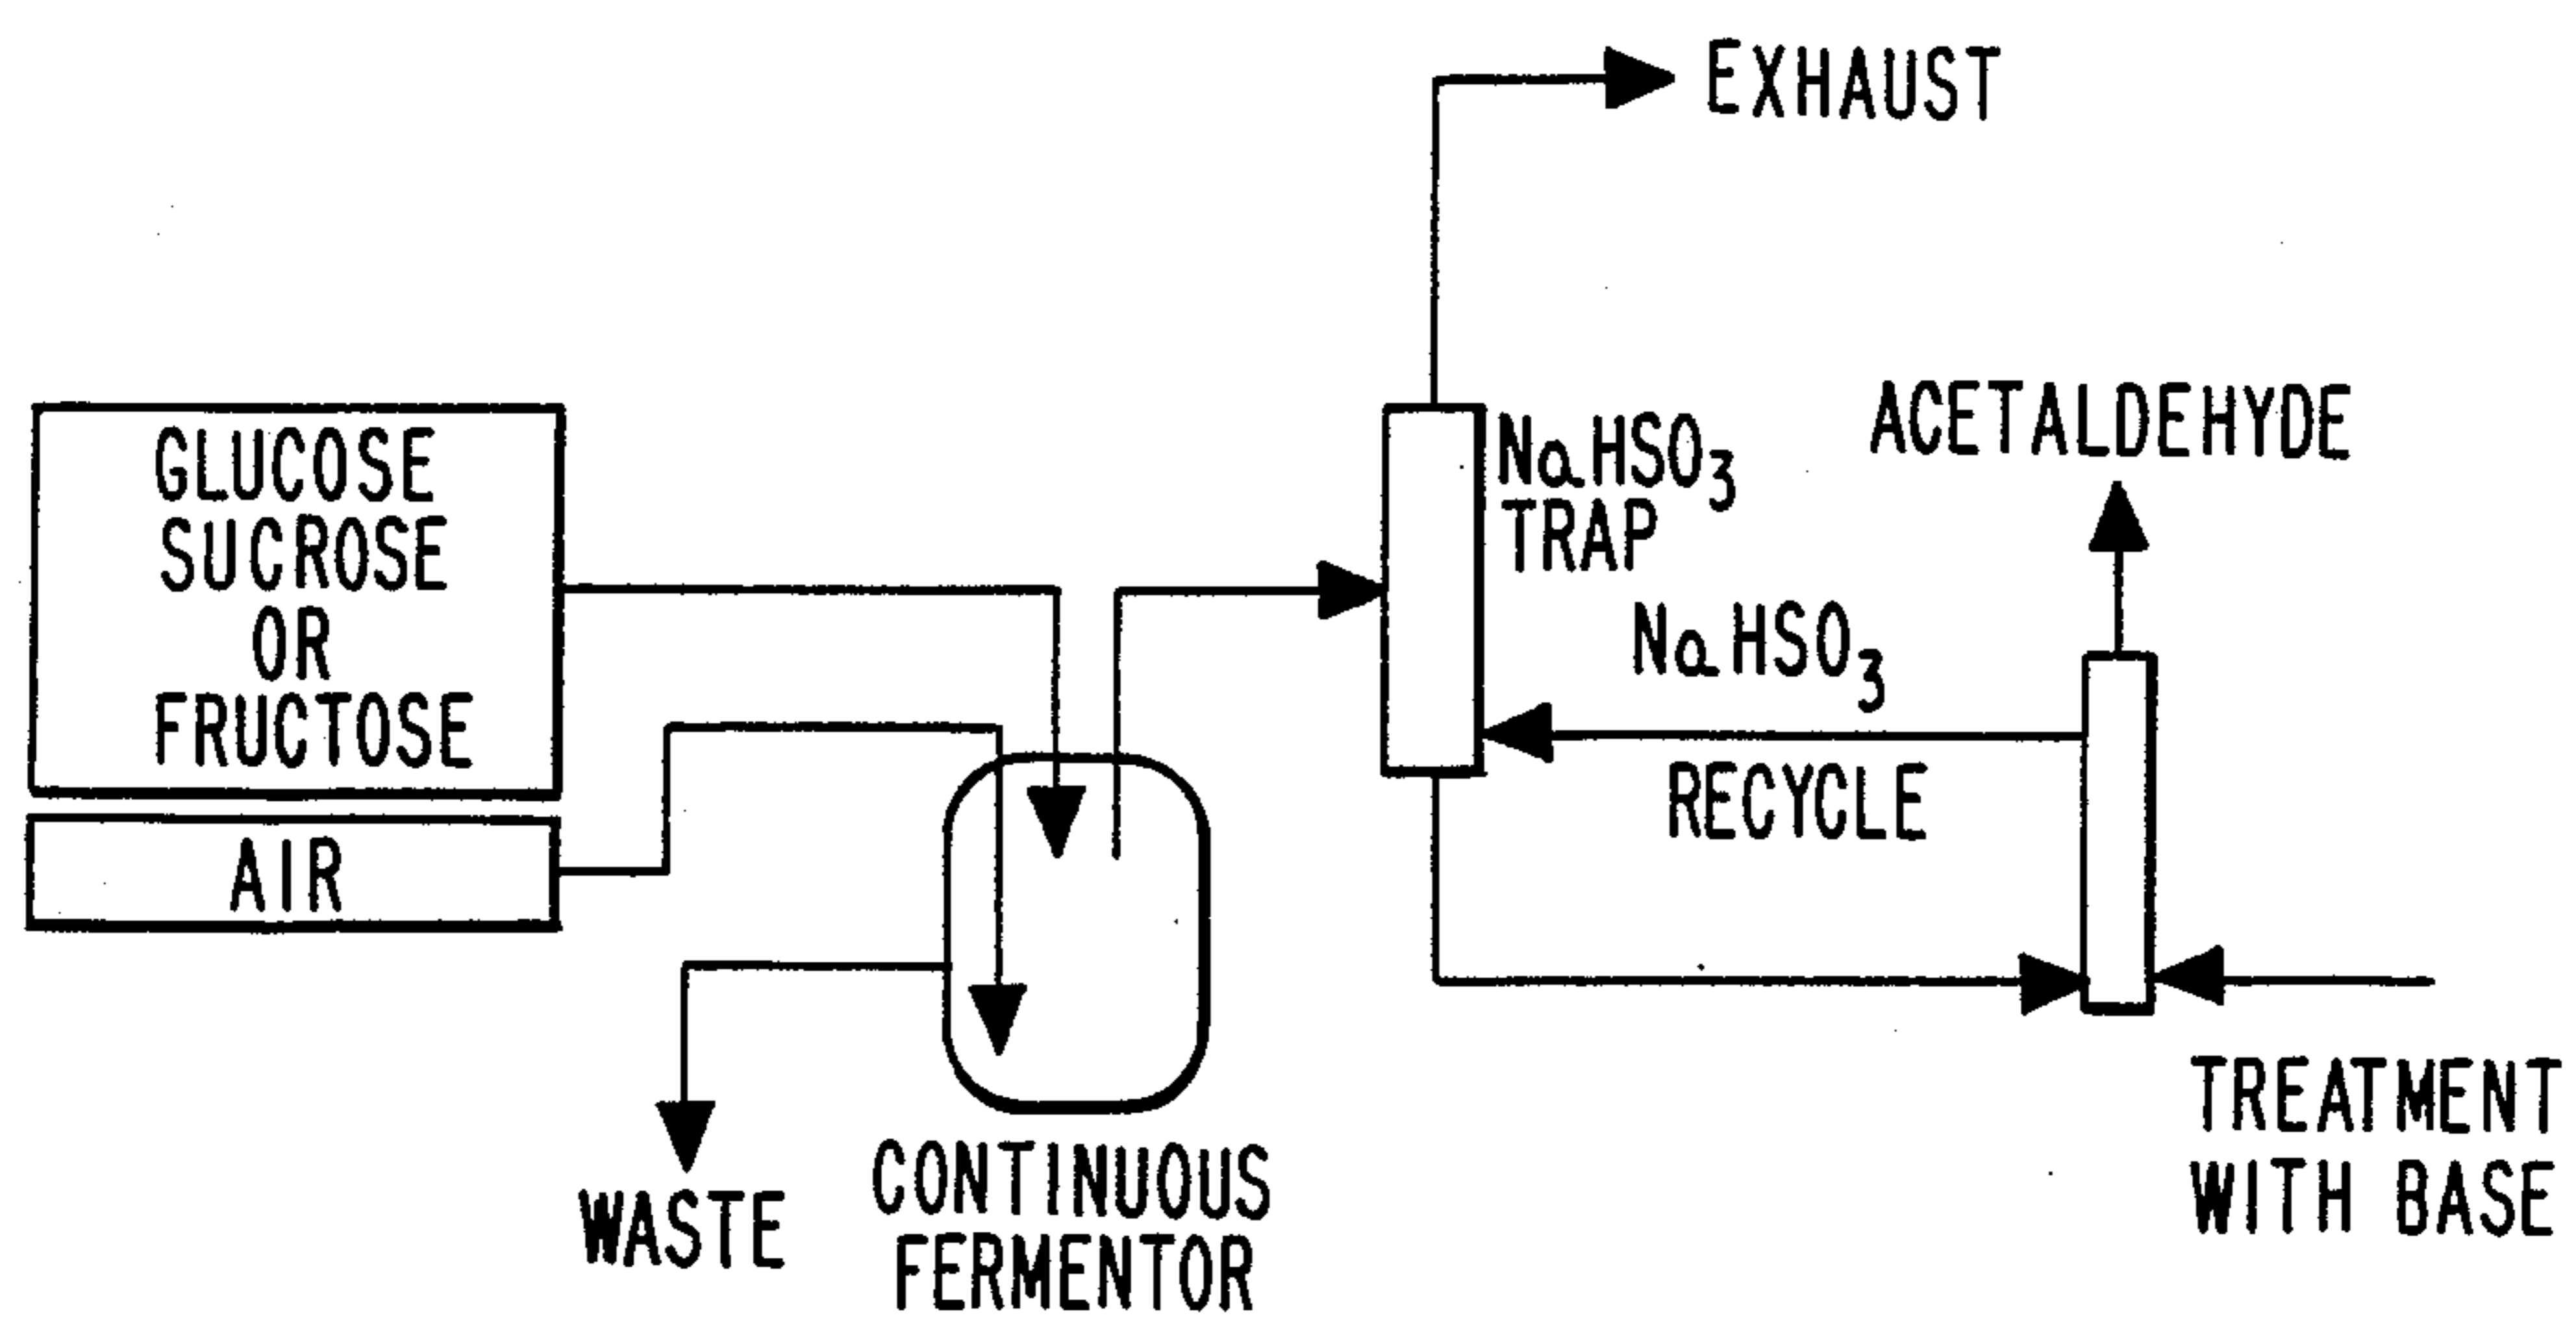 EXHAUST
GLUCOSE
SUCROSE
OR
FRUCTOSE
AIR
NaHSO3
TRAP
ACETALDEHYDE
NaHSO3
RECYCLE
WASTE
CONTINUOUS
FERMENTOR
TREATMENT
WITH BASE